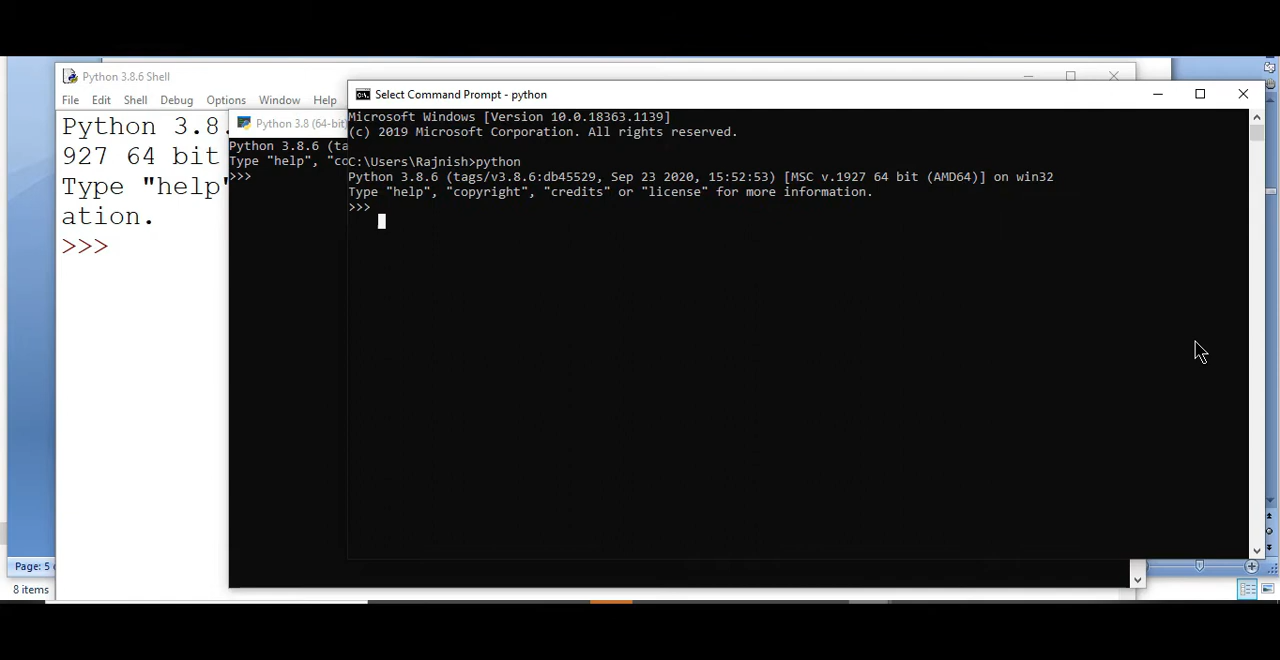 Python 3.8.6 Shell
File Edit Shell Debug Options Window Help
Python 3.8.
927 64 bit
Type "help"
ation.
>>>
Python 3.8 (64-bit)
Python 3.8.6 (ta
Type "help", "co
>>>
Select Command Prompt - python
Microsoft Windows [Version 10.0.18363.1139]
(c) 2019 Microsoft Corporation. All rights reserved.
C:\Users\Rajnish>python
Python 3.8.6 (tags/v3.8.6:db45529, Sep 23 2020, 15:52:53) [MSC v.1927 64 bit (AMD64)] on win32
Type "help", "copyright", "credits" or "license" for more information.
>>>
Page: 5 o
8 items